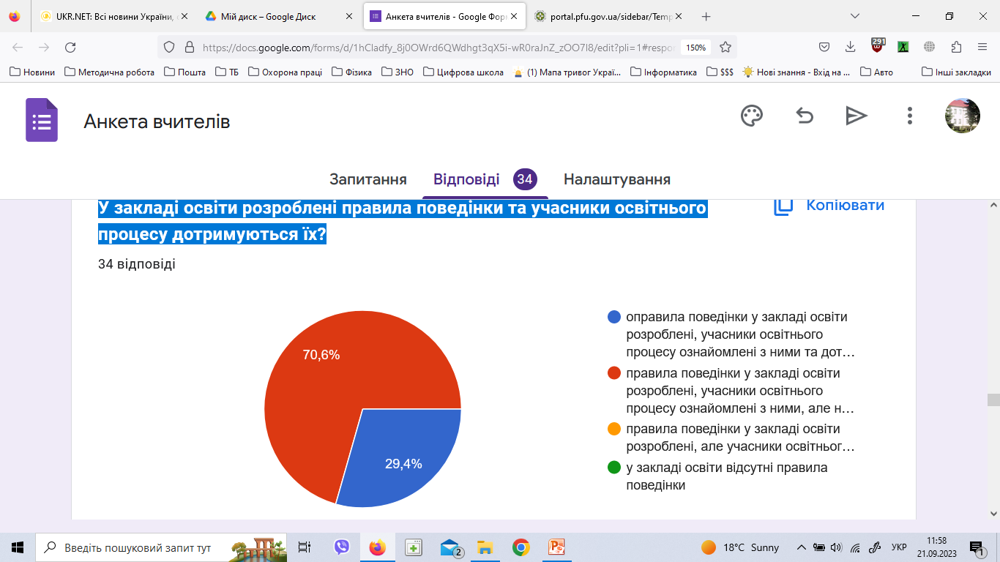 UKR.NET: Всі новини України,
Мій диск – Google Диск
Анкета вчителів - Google Фор
portal.pfu.gov.ua/sidebar/Temp
https://docs.google.com/forms/d/1hCladfy_8j0OWrd6QWdhgt3qX5i-wR0raJnZ_zOO7I8/edit?pli=1#respor
150%
291
Новини
Методична робота
Пошта
ТБ
Охорона праці
Фізика
ЗНО
Цифрова школа
(1) Мапа тривог Украї...
Інформатика
$$$
Нові знання - Вхід на ...
Авто
Інші закладки
Анкета вчителів
Запитання
Відповіді 34
Налаштування
У закладі освіти розроблені правила поведінки та учасники освітнього
процесу дотримуються їх?
Копіювати
34 відповіді
70,6%
29,4%
оправила поведінки у закладі освіти
розроблені, учасники освітнього
процесу ознайомлені з ними та дот…
правила поведінки у закладі освіти
розроблені, учасники освітнього
процесу ознайомлені з ними, але н…
правила поведінки у закладі освіти
розроблені, але учасники освітньог…
у закладі освіти відсутні правила
поведінки
Введіть пошуковий запит тут
2
18°C Sunny
УКР
11:58
21.09.2023
1